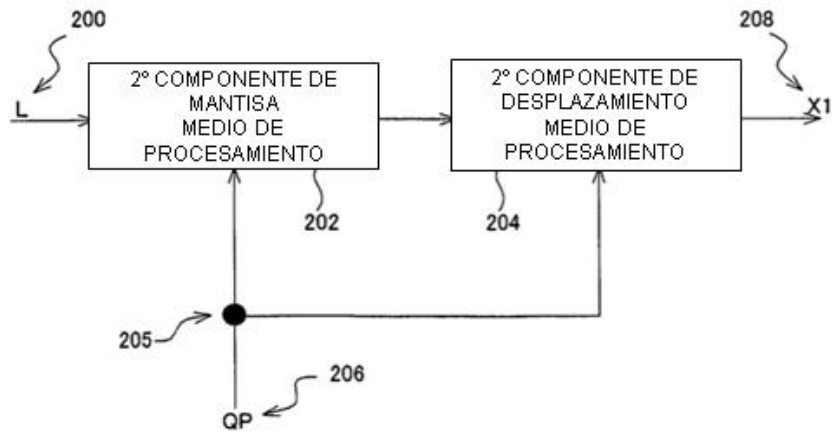 200
208
L
2º COMPONENTE DE
MANTISA
MEDIO DE
PROCESAMIENTO
2º COMPONENTE DE
DESPLAZAMIENTO
MEDIO DE
PROCESAMIENTO
X1
202
204
205
206
QP